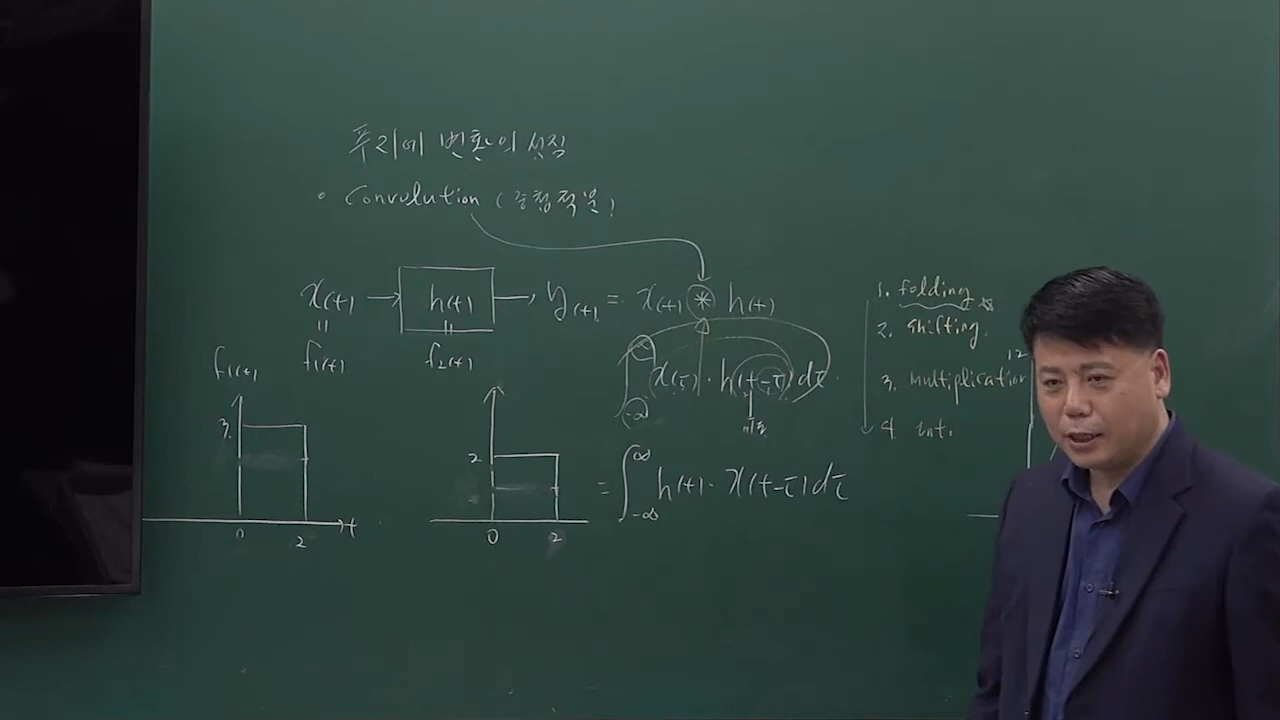 푸리에 변환의 성질
• Convolution (중첩적분)
x(t) → h(t) → y(t) = x(t) * h(t)
f₁(t) f₂(t)
∫ x(τ) · h(t-τ) dτ
-∞ ∞
= ∫ h(t) · x(t-τ) dτ
-∞ ∞
f₁(t)
3
0 2 t
2
0 2
1. folding
2. shifting.
3. multiplication
4. int.
12